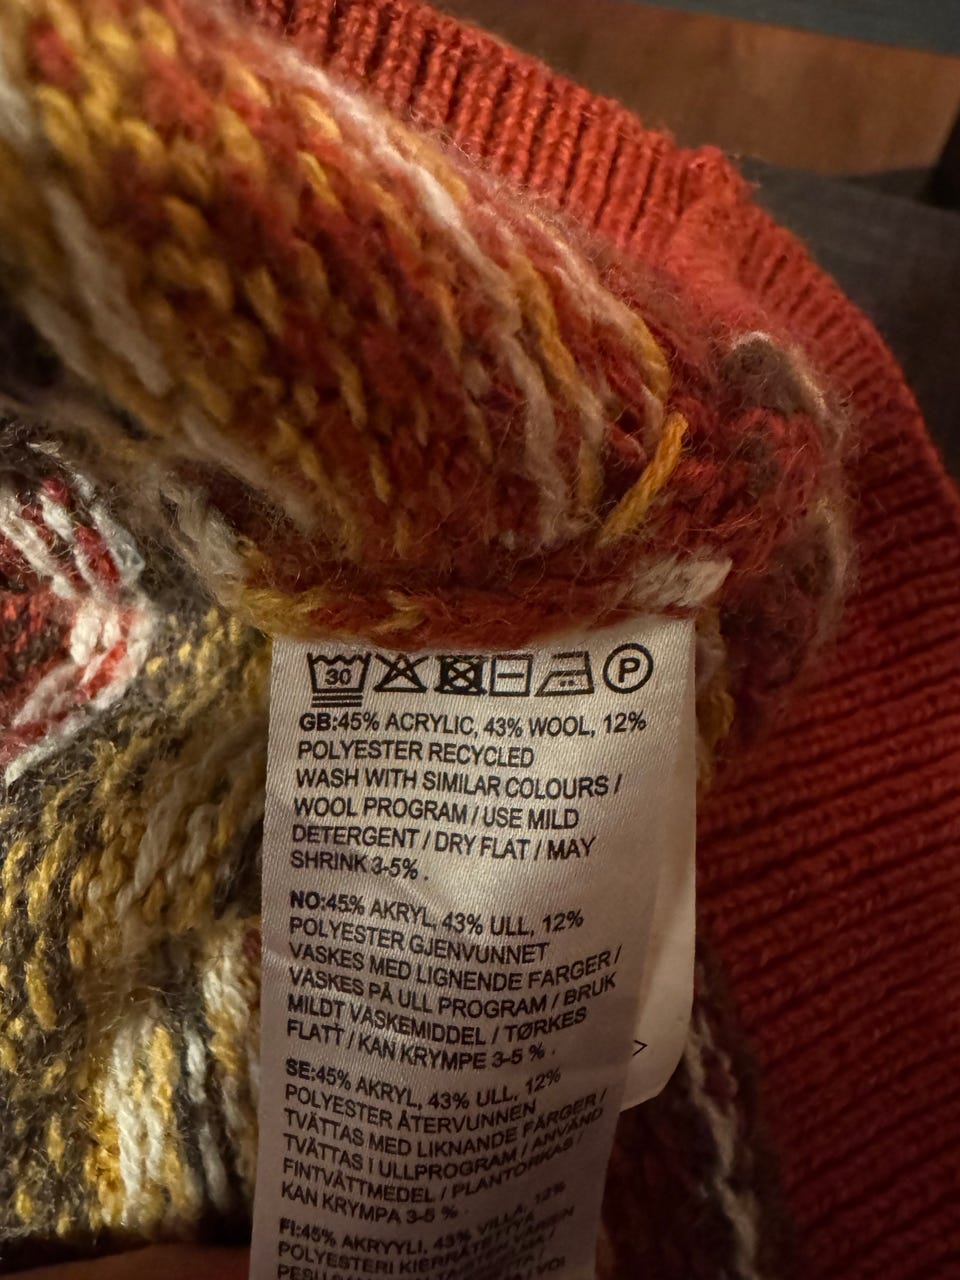 30 P
GB:45% ACRYLIC, 43% WOOL, 12%
POLYESTER RECYCLED
WASH WITH SIMILAR COLOURS /
WOOL PROGRAM / USE MILD
DETERGENT / DRY FLAT / MAY
SHRINK 3-5% .
NO:45% AKRYL, 43% ULL, 12%
POLYESTER GJENVUNNET
VASKES MED LIGNENDE FARGER /
VASKES PÅ ULL PROGRAM / BRUK
MILDT VASKEMIDDEL / TØRKES
FLATT / KAN KRYMPE 3-5 % .
SE:45% AKRYL, 43% ULL, 12%
POLYESTER ÅTERVUNNEN
TVÄTTAS MED LIKNANDE FÄRGER /
TVÄTTAS I ULLPROGRAM / ANVÄND
FINTVÄTTMEDEL / PLANTORKAS /
KAN KRYMPA 3-5 % .
FI:45% AKRYYLI, 43% VILLA, 12%
POLYESTERI